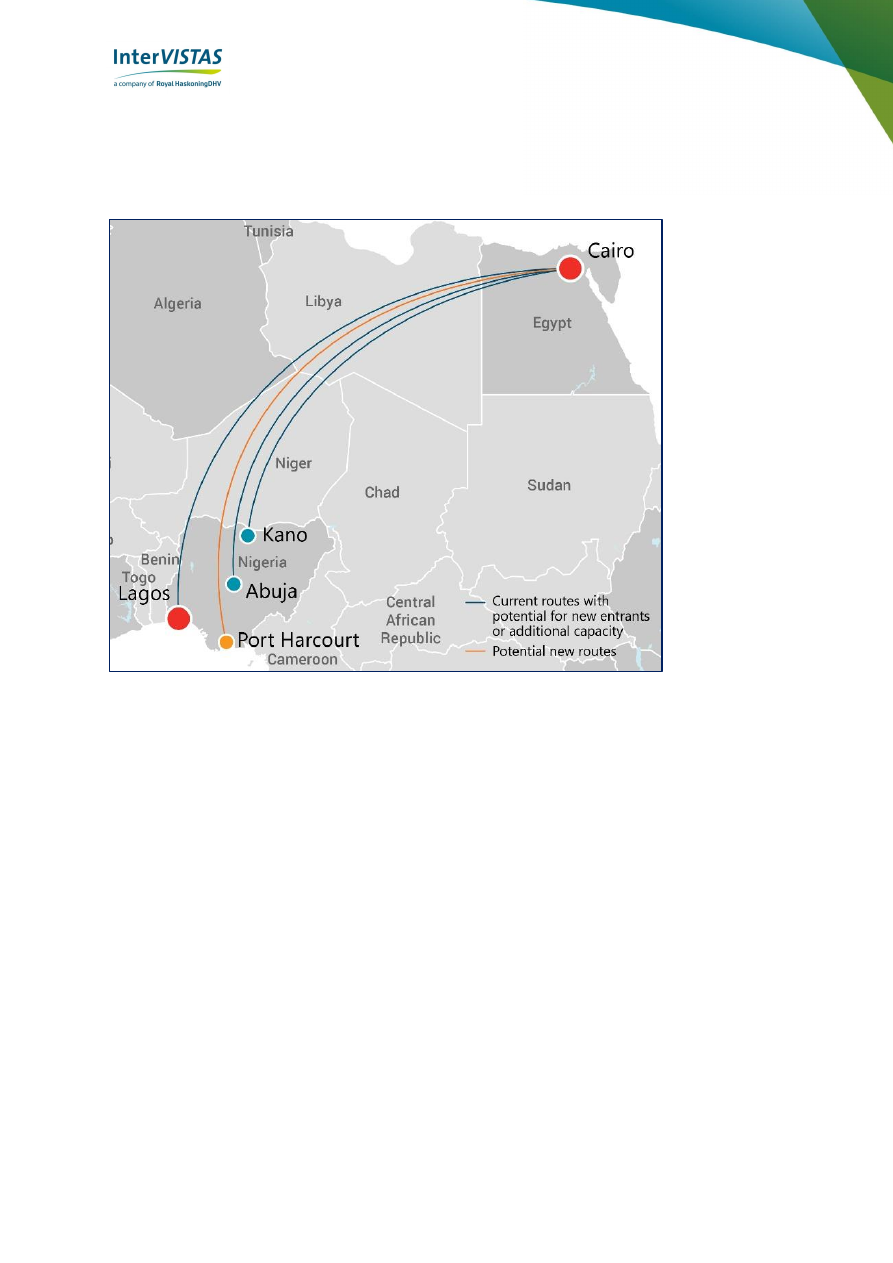 InterVISTAS
a company of Royal HaskoningDHV
Tunisia
Cairo
Algeria
Libya
Egypt
Niger
Chad
Sudan
Kano
Benin
Nigeria
Togo
Abuja
Lagos
Central
African
Republic
Port Harcourt
Cameroon
Current routes with
potential for new entrants
or additional capacity
Potential new routes